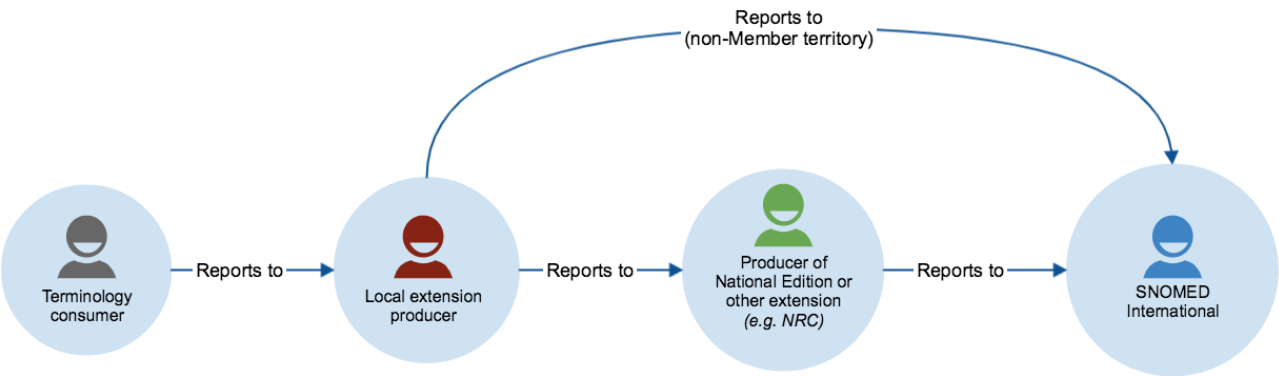 Reports to
(non-Member territory)
Terminology
consumer
Reports to
Local extension
producer
Reports to
Producer of
National Edition or
other extension
(e.g. NRC)
Reports to
SNOMED
International